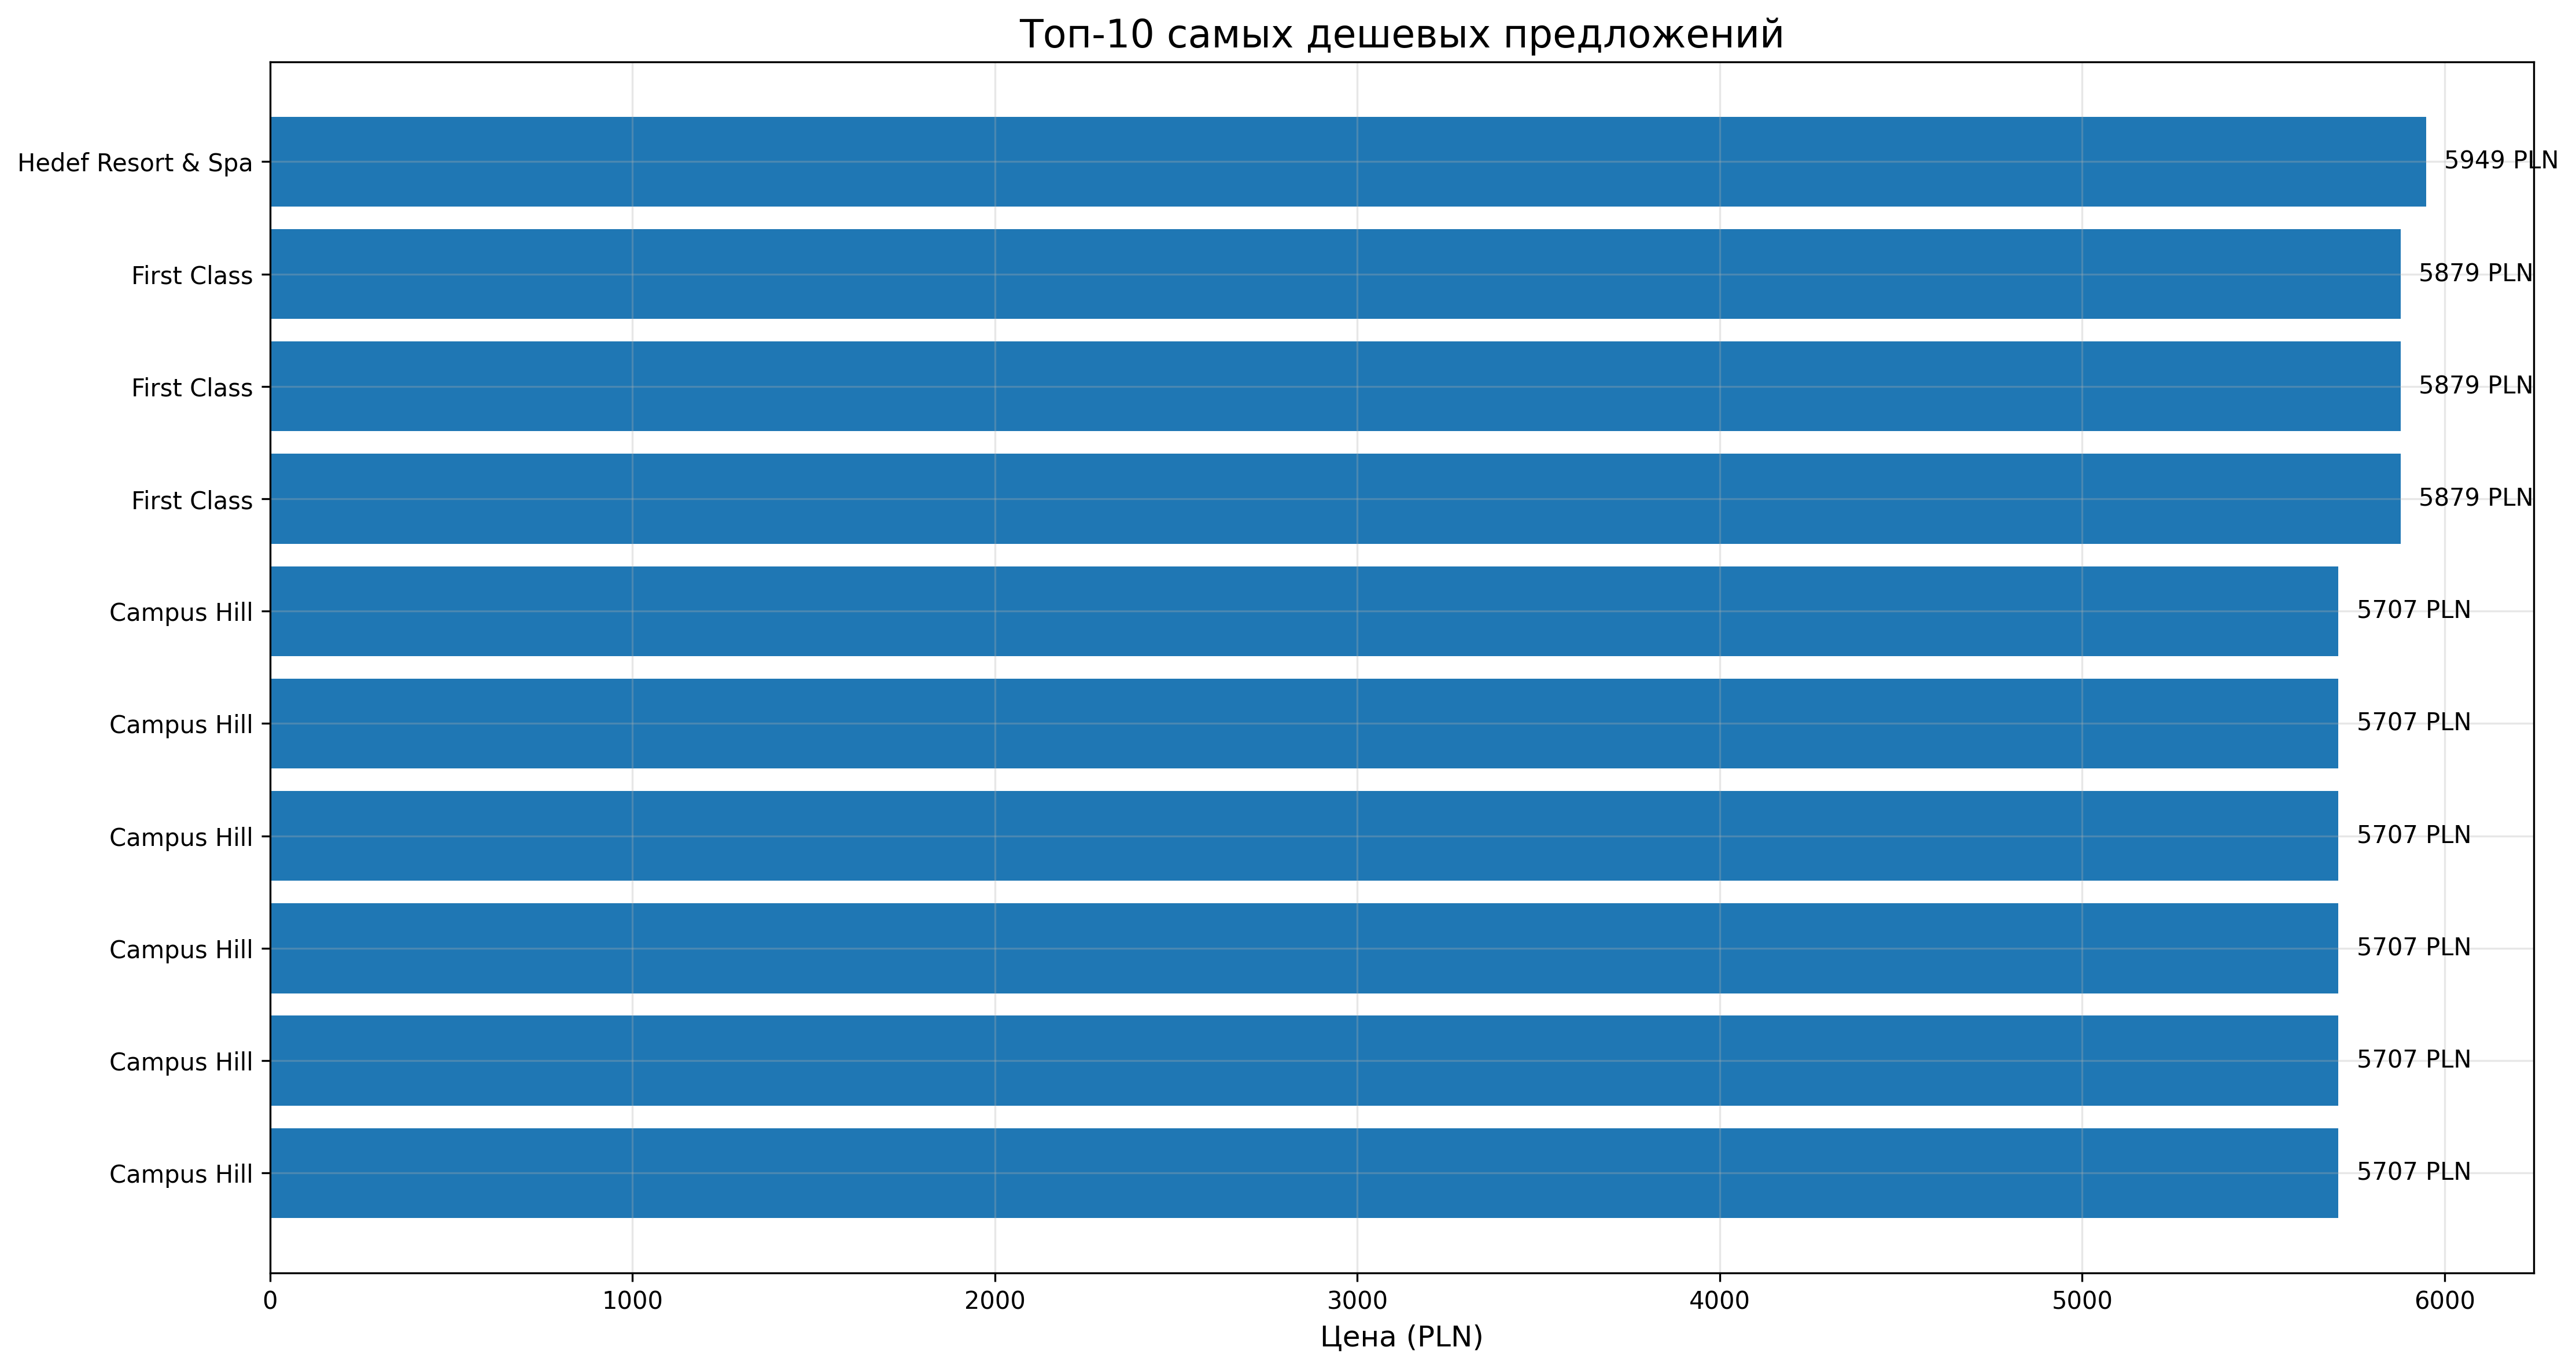 Топ-10 самых дешевых предложений
Hedef Resort & Spa 5949 PLN
First Class 5879 PLN
First Class 5879 PLN
First Class 5879 PLN
Campus Hill 5707 PLN
Campus Hill 5707 PLN
Campus Hill 5707 PLN
Campus Hill 5707 PLN
Campus Hill 5707 PLN
Campus Hill 5707 PLN
0 1000 2000 3000 4000 5000 6000
Цена (PLN)